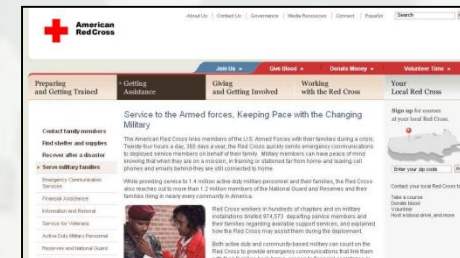 American
Red Cross
About Us | Contact Us | Governance | Media Resources | Connect | Español
Search
Join Us
Give Blood
Donate Money
Volunteer Time
Preparing
and Getting Trained
Getting
Assistance
Giving
and Getting Involved
Working
with the Red Cross
Your
Local Red Cross
Contact family members
Find shelter and supplies
Recover after a disaster
Serve military families
Emergency Communication
Services
Financial Assistance
Information and Referral
Service for Veterans
Active Duty Military Personnel
Reserves and National Guard
Service to the Armed forces, Keeping Pace with the Changing
Military
The American Red Cross links members of the U.S. Armed Forces with their families during a crisis.
Twenty-four hours a day, 365 days a year, the Red Cross quickly sends emergency communications
to deployed service members on behalf of their family. Military members can have peace of mind
knowing that when they are on a mission, in training or stationed far from home and leaving cell
phones and emails behind-they are still connected to home.
While providing service to 1.4 million active duty military personnel and their families, the Red Cross
also reaches out to more than 1.2 million members of the National Guard and Reserves and their
families living in nearly every community in America.
Red Cross workers in hundreds of chapters and on military
installations briefed 974,573 departing service members and
their families regarding available support services, and explained
how the Red Cross may assist them during the deployment.
Both active duty and community-based military can count on the
Red Cross to provide emergency communications that link them
Sign up for courses
at your local Red Cross.
Enter your zip code
Contact your local Red Cross to
Take a course
Donate blood
Volunteer
Host a blood drive, and more